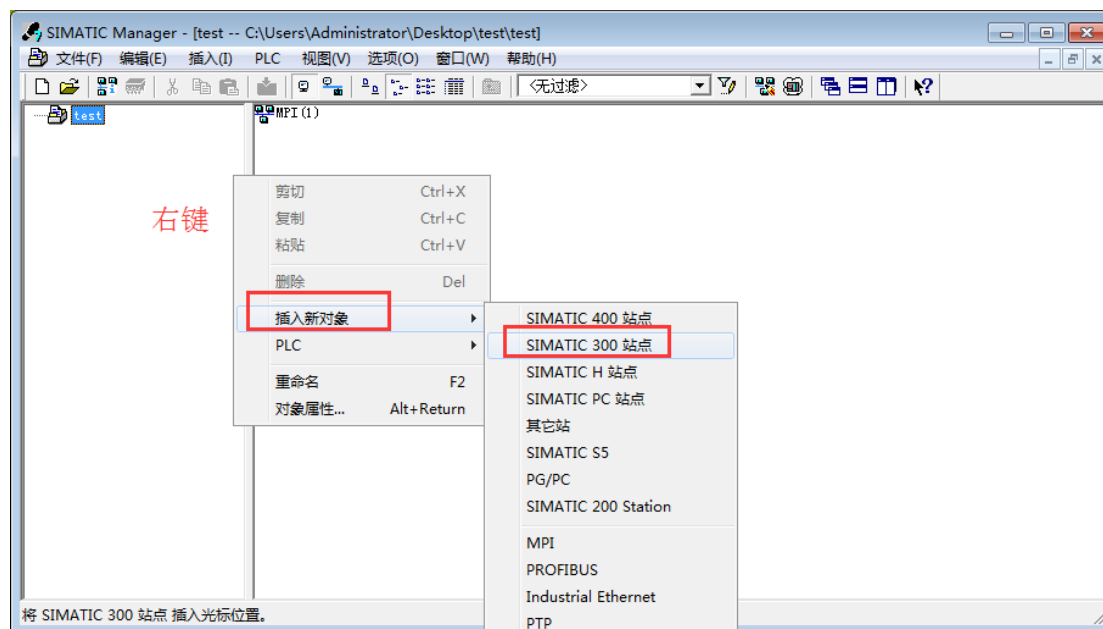 SIMATIC Manager - [test -- C:\Users\Administrator\Desktop\test\test]
文件(F) 编辑(E) 插入(I) PLC 视图(V) 选项(O) 窗口(W) 帮助(H)
<无过滤>
test
MPI(1)
右键
剪切 Ctrl+X
复制 Ctrl+C
粘贴 Ctrl+V
删除 Del
插入新对象
PLC
重命名 F2
对象属性... Alt+Return
SIMATIC 400 站点
SIMATIC 300 站点
SIMATIC H 站点
SIMATIC PC 站点
其它站
SIMATIC S5
PG/PC
SIMATIC 200 Station
MPI
PROFIBUS
Industrial Ethernet
PTP
将 SIMATIC 300 站点 插入光标位置。